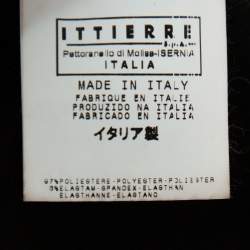 ITTIERRE
S.p.A.
Pettoranello di Molise-ISERNIA
ITALIA
MADE IN ITALY
FABRIQUE EN ITALIE
PRODUZIDO NA ITALIA
FABRICADO EN ITALIA
イタリア製
97%POLIESTERE-POLYESTER-POLIESTER
3%ELASTAM-SPANDEX-ELASTHAN
ELASTHANNE-ELASTANO